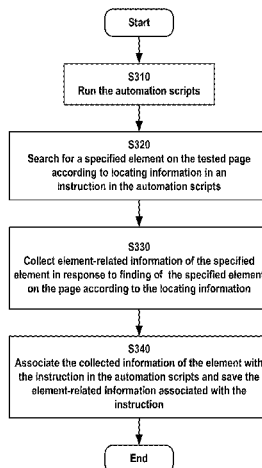 Start
S310
Run the automation scripts
S320
Search for a specified element on the tested page
according to locating information in an
instruction in the automation scripts
S330
Collect element-related information of the specified
element in response to finding of the specified element
on the page according to the locating information
S340
Associate the collected information of the element with
the instruction in the automation scripts and save the
element-related information associated with the
instruction
End